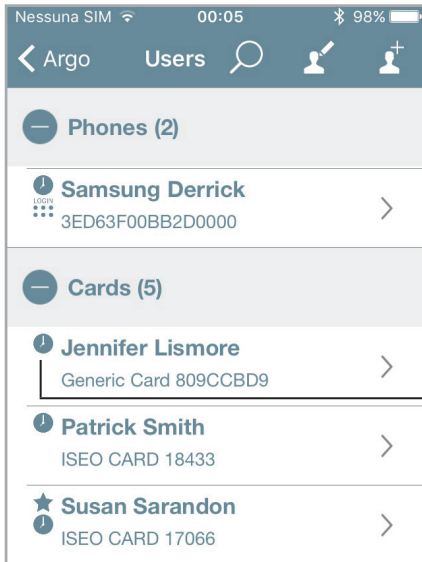 Nessuna SIM 00:05 98%
Argo Users
Phones (2)
Samsung Derrick
LOGIN
3ED63F00BB2D0000
Cards (5)
Jennifer Lismore
Generic Card 809CCBD9
Patrick Smith
ISEO CARD 18433
Susan Sarandon
ISEO CARD 17066